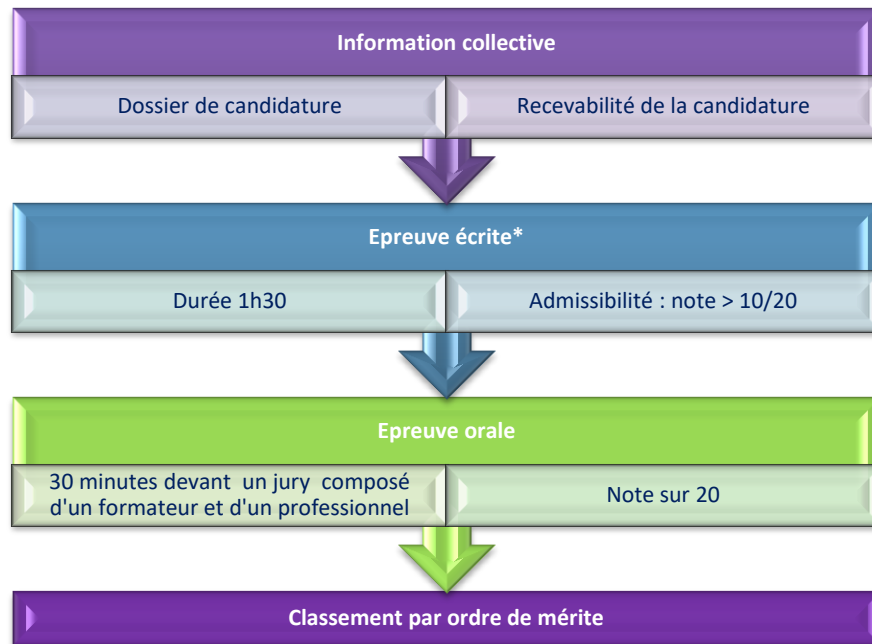 Information collective
Dossier de candidature
Recevabilité de la candidature
Epreuve écrite*
Durée 1h30
Admissibilité : note > 10/20
Epreuve orale
30 minutes devant un jury composé
d'un formateur et d'un professionnel
Note sur 20
Classement par ordre de mérite